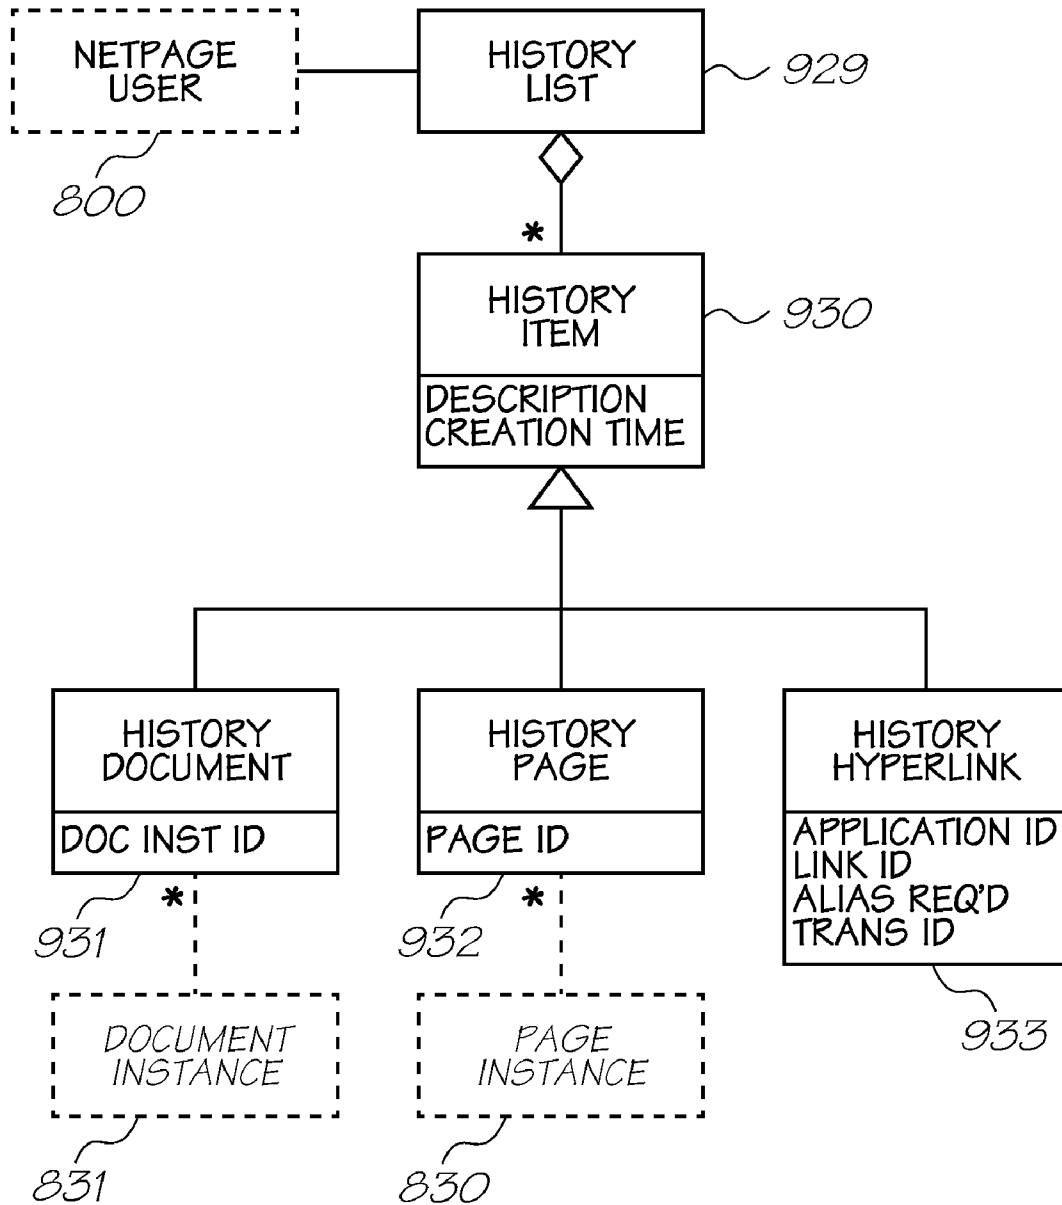 NETPAGE
USER
HISTORY
LIST
929
800
*
HISTORY
ITEM
930
DESCRIPTION
CREATION TIME
HISTORY
DOCUMENT
HISTORY
PAGE
HISTORY
HYPERLINK
DOC INST ID
PAGE ID
APPLICATION ID
LINK ID
ALIAS REQ'D
TRANS ID
*
*
931
932
933
DOCUMENT
INSTANCE
PAGE
INSTANCE
831
830